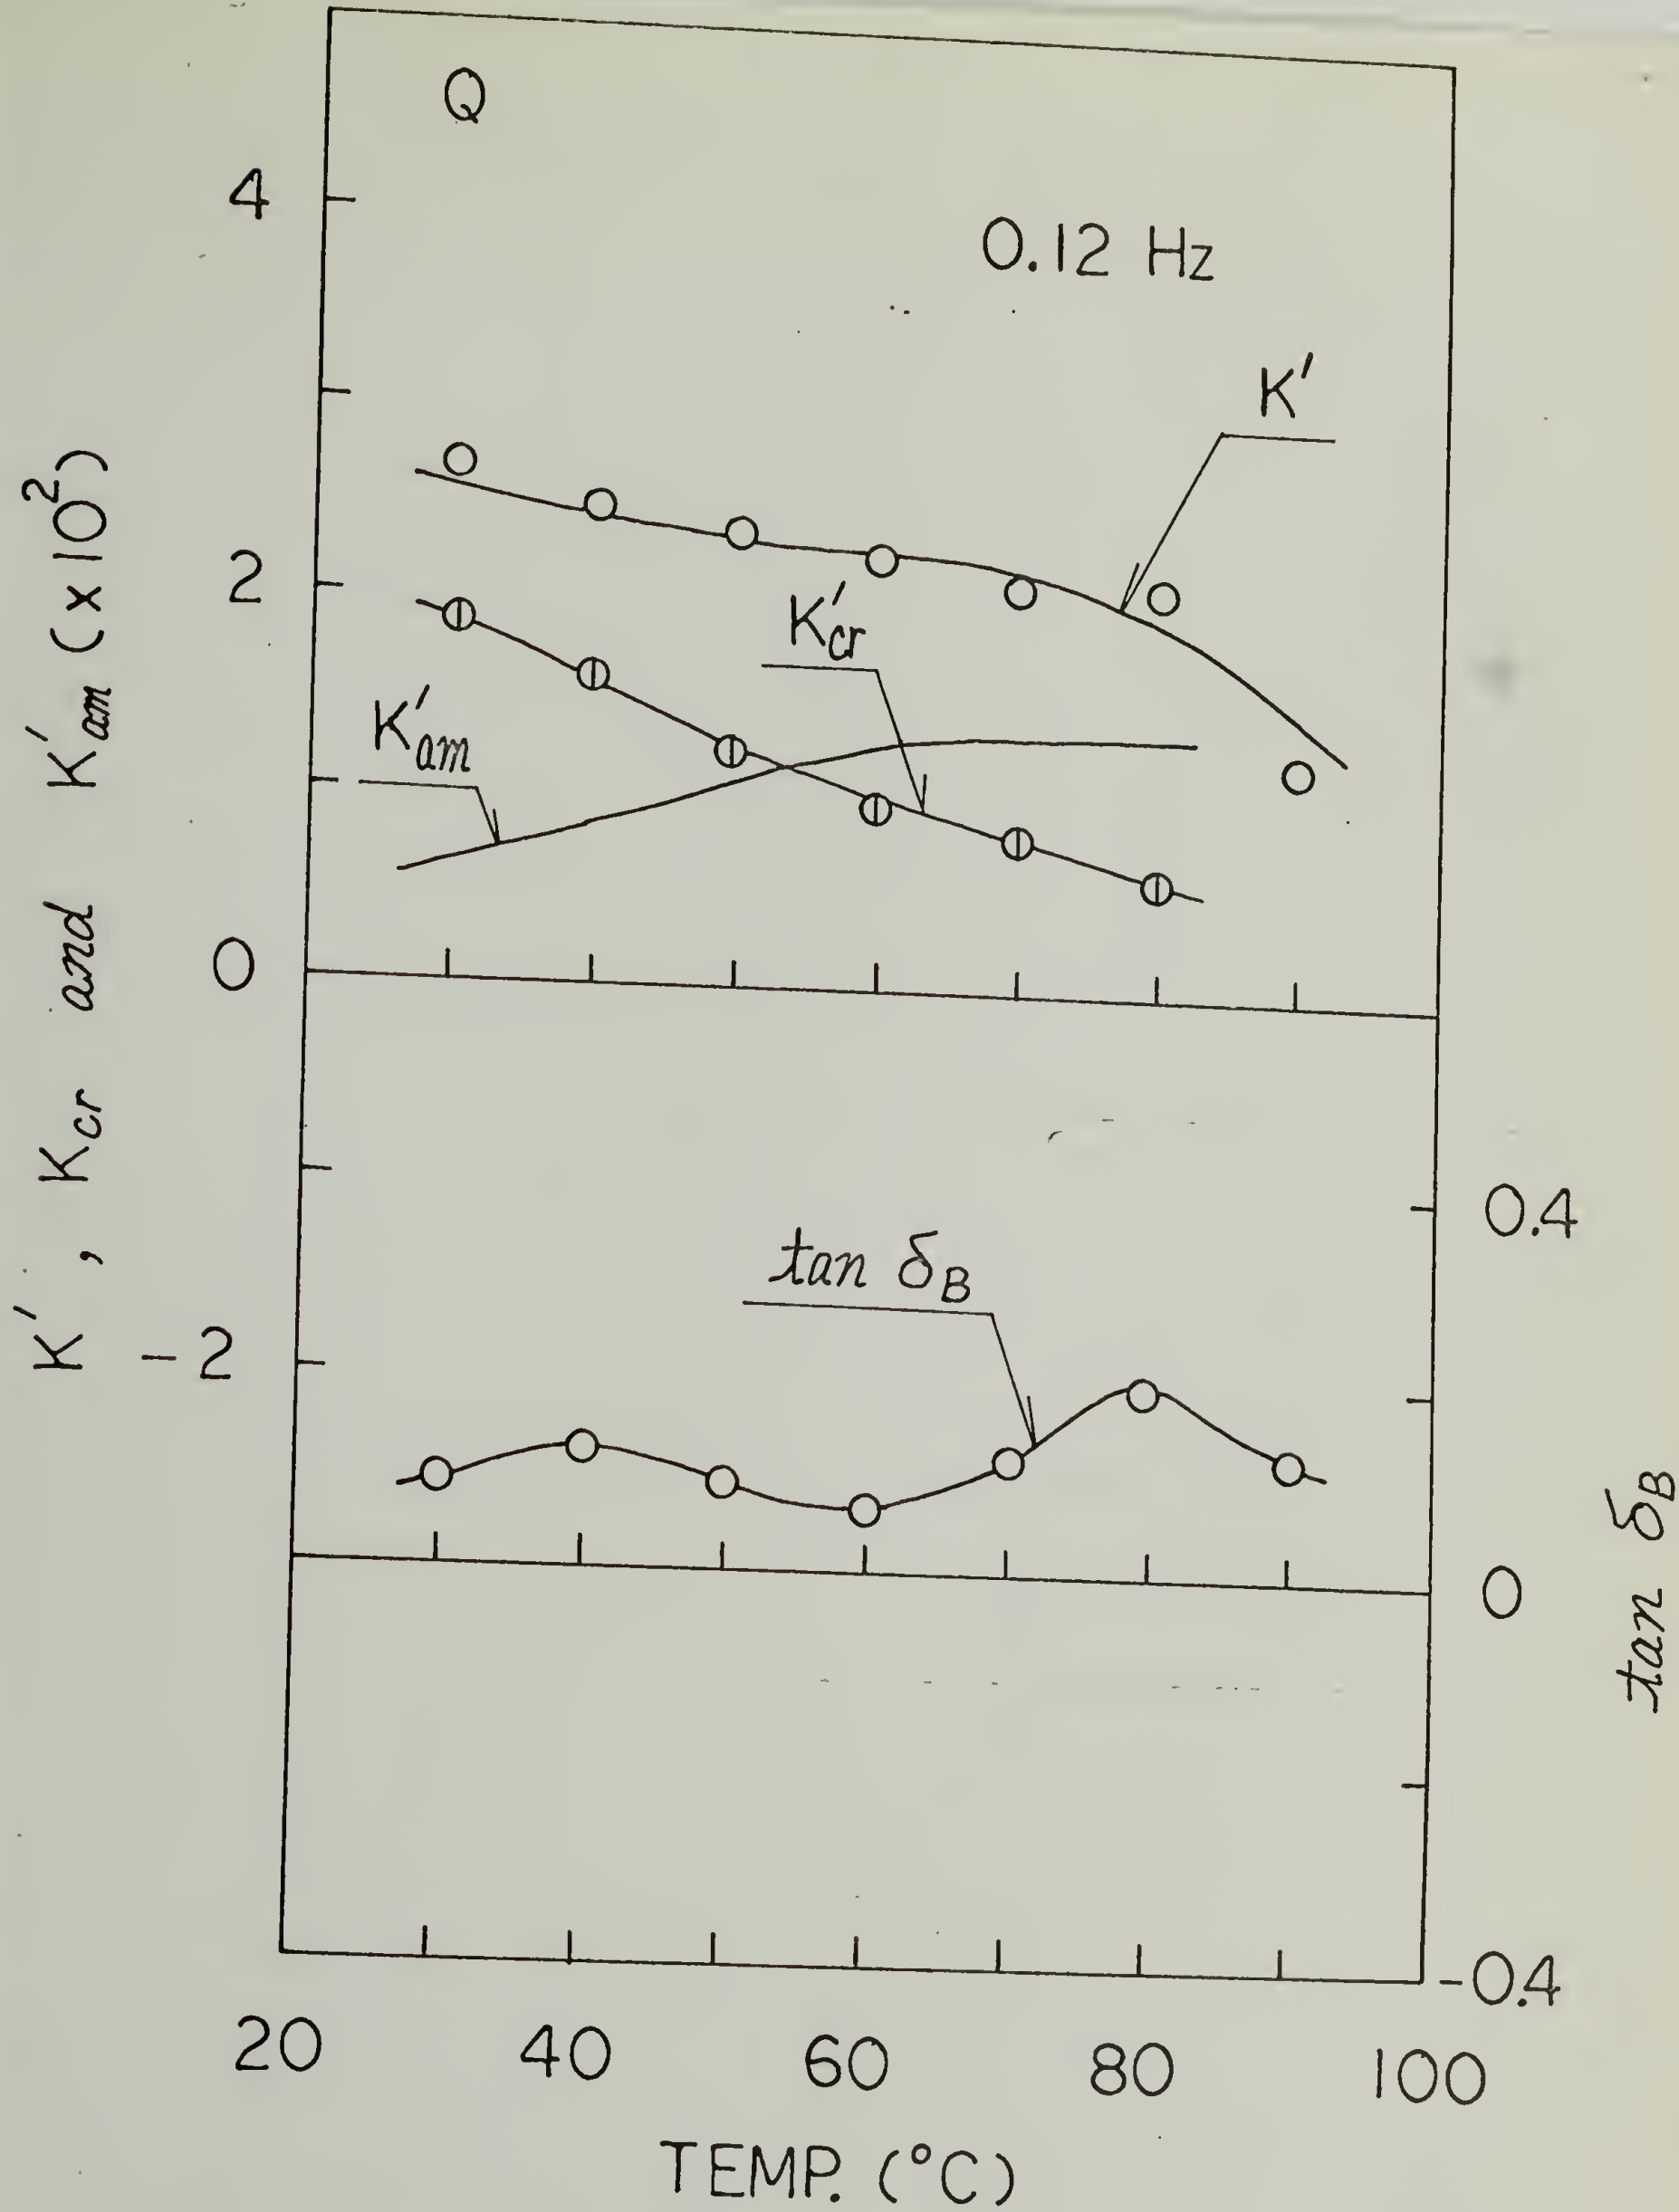 Q
4
0.12 Hz
K′
2
K′cr
K′am
0
K′, Kcr and K′am (x10²)
0.4
tan δB
-2
tan δB
0
-0.4
20 40 60 80 100
TEMP. (°C)